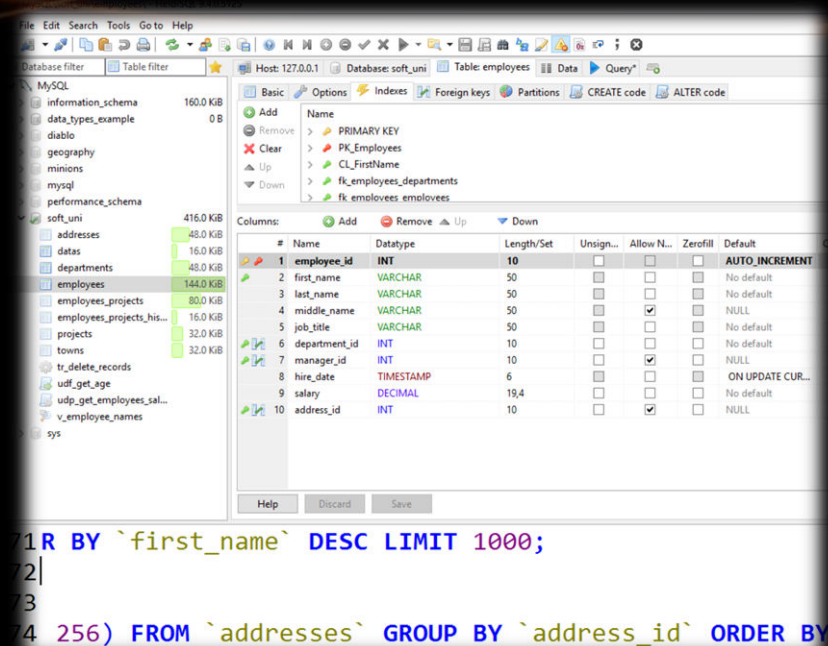 File Edit Search Tools Go to Help
Database filter Table filter Host: 127.0.0.1 Database: soft_uni Table: employees Data Query*
MySQL
information_schema 160.0 KiB
data_types_example 0 B
diablo
geography
minions
mysql
performance_schema
soft_uni 416.0 KiB
addresses 48.0 KiB
datas 16.0 KiB
departments 48.0 KiB
employees 144.0 KiB
employees_projects 80.0 KiB
employees_projects_his... 16.0 KiB
projects 32.0 KiB
towns 32.0 KiB
tr_delete_records
udf_get_age
udp_get_employees_sal...
v_employee_names
sys
Basic Options Indexes Foreign keys Partitions CREATE code ALTER code
Add
Remove
Clear
Up
Down
Name
PRIMARY KEY
PK_Employees
CL_FirstName
fk_employees_departments
fk_employees_employees
Columns: Add Remove Up Down
# Name Datatype Length/Set Unsign... Allow N... Zerofill Default
1 employee_id INT 10 AUTO_INCREMENT
2 first_name VARCHAR 50 No default
3 last_name VARCHAR 50 No default
4 middle_name VARCHAR 50 NULL
5 job_title VARCHAR 50 No default
6 department_id INT 10 No default
7 manager_id INT 10 NULL
8 hire_date TIMESTAMP 6 ON UPDATE CUR...
9 salary DECIMAL 19,4 No default
10 address_id INT 10 NULL
Help Discard Save
71 R BY `first_name` DESC LIMIT 1000;
72
73
74 256) FROM `addresses` GROUP BY `address_id` ORDER BY